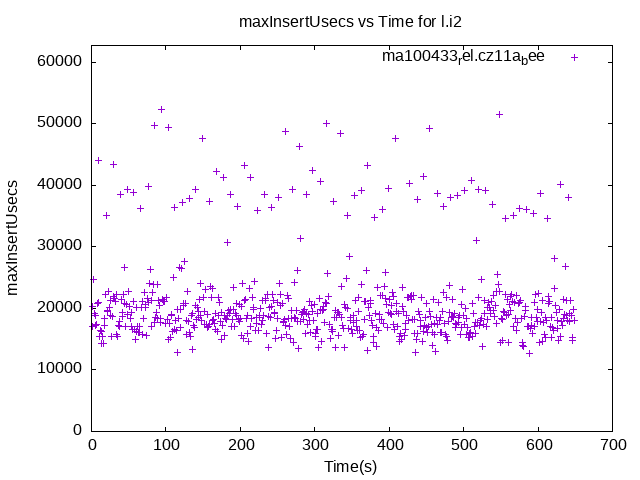 maxInsertUsecs vs Time for l.i2
ma100433rel.cz11abee
60000
50000
40000
30000
20000
10000
0
maxInsertUsecs
0 100 200 300 400 500 600 700
Time(s)